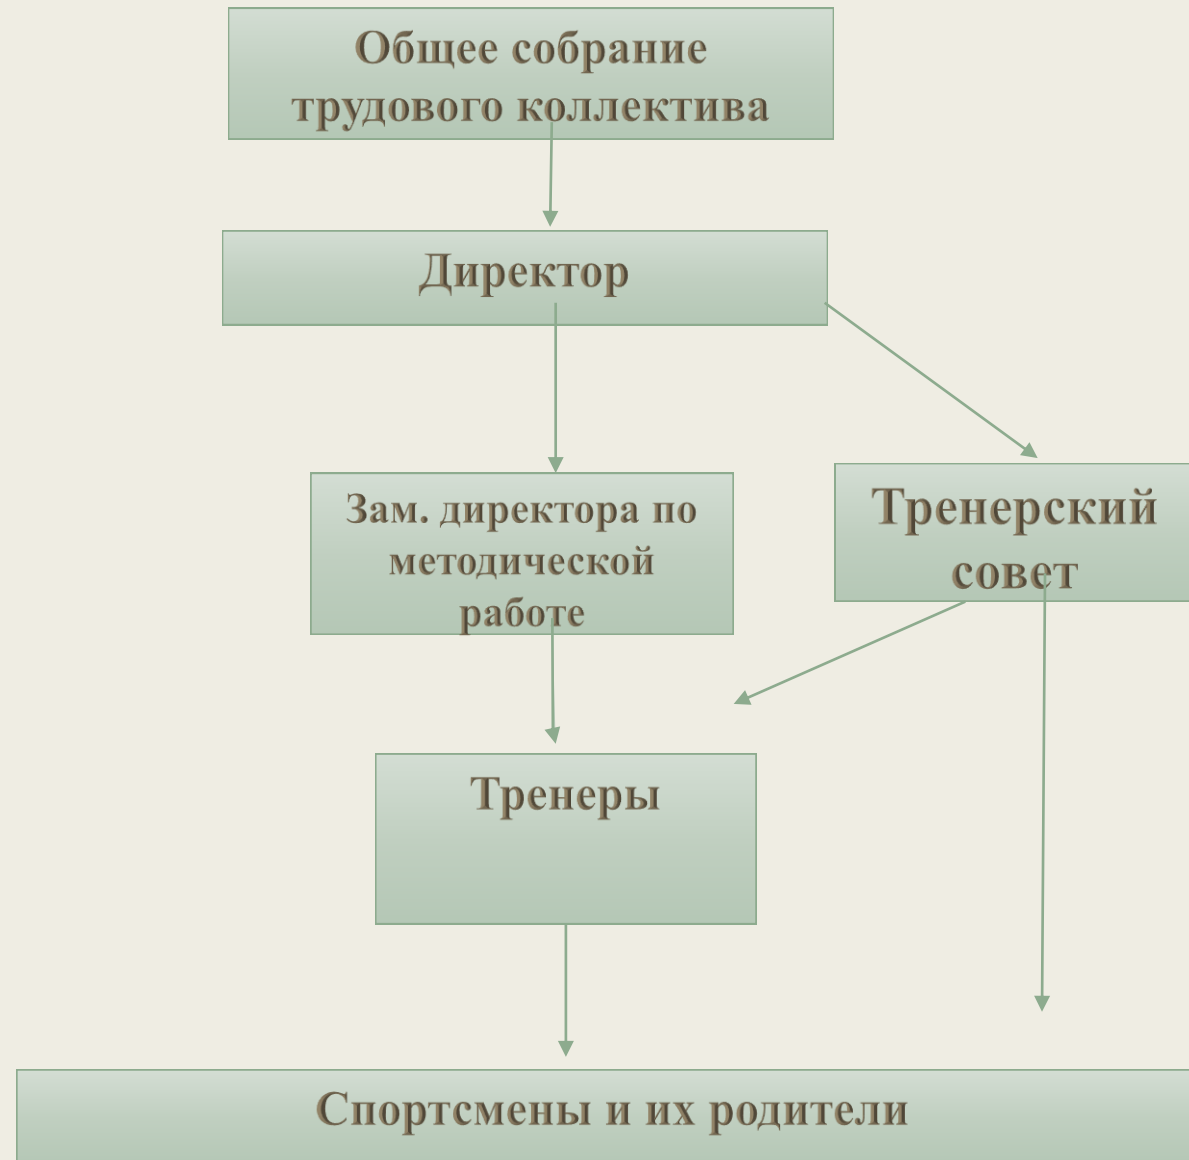 Общее собрание
трудового коллектива
Директор
Зам. директора по
методической
работе
Тренерский
совет
Тренеры
Спортсмены и их родители